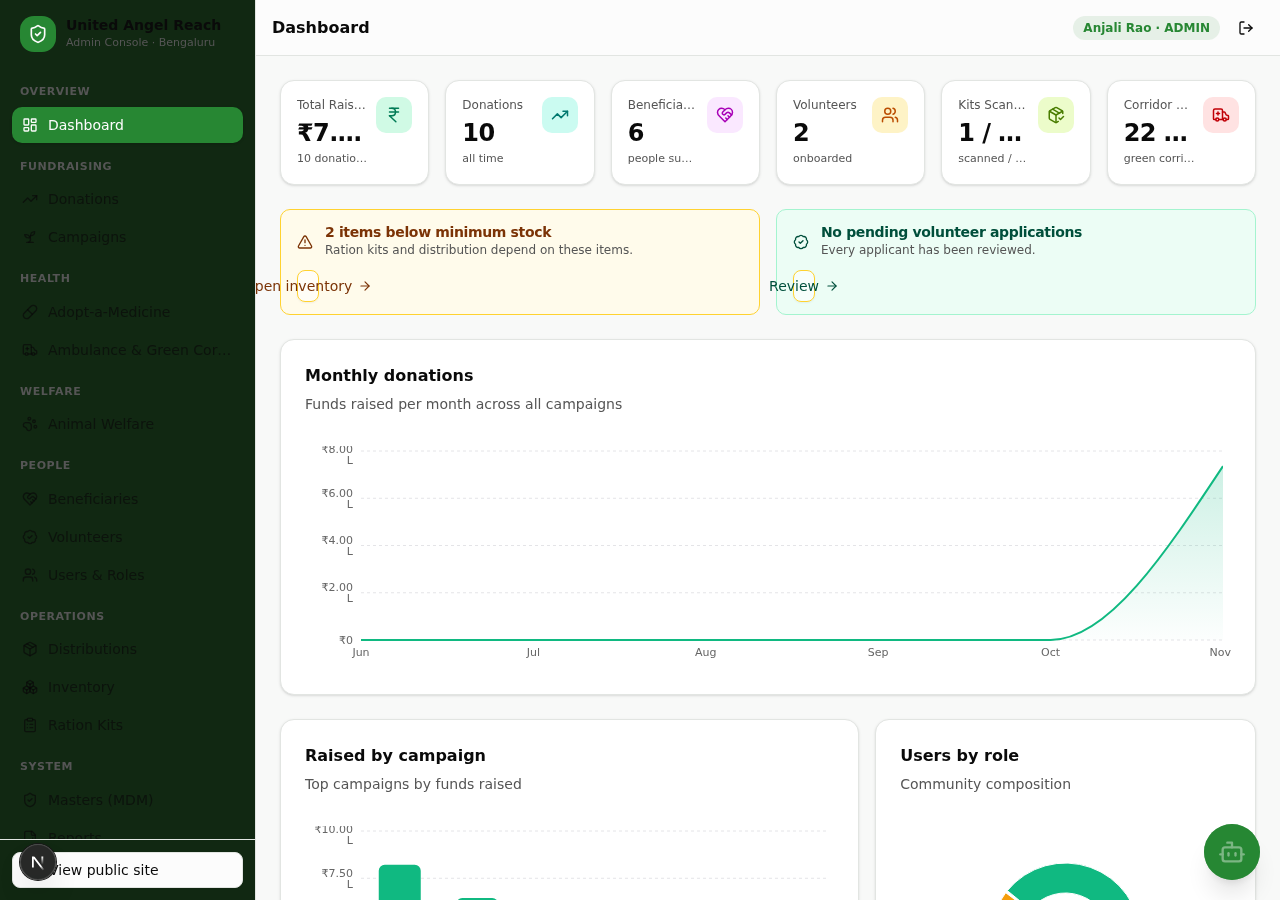 United Angel Reach
Admin Console · Bengaluru
OVERVIEW
Dashboard
FUNDRAISING
Donations
Campaigns
HEALTH
Adopt-a-Medicine
Ambulance & Green Cor...
WELFARE
Animal Welfare
PEOPLE
Beneficiaries
Volunteers
Users & Roles
OPERATIONS
Distributions
Inventory
Ration Kits
SYSTEM
Masters (MDM)
Reports
N
View public site
Dashboard
Anjali Rao · ADMIN
Total Rais...
₹7....
10 donatio...
Donations
10
all time
Beneficia...
6
people su...
Volunteers
2
onboarded
Kits Scan...
1 / ...
scanned / ...
Corridor ...
22 ...
green corri...
2 items below minimum stock
Ration kits and distribution depend on these items.
pen inventory →
No pending volunteer applications
Every applicant has been reviewed.
Review →
Monthly donations
Funds raised per month across all campaigns
₹8.00 L
₹6.00 L
₹4.00 L
₹2.00 L
₹0
Jun Jul Aug Sep Oct Nov
Raised by campaign
Top campaigns by funds raised
₹10.00 L
₹7.50 L
Users by role
Community composition